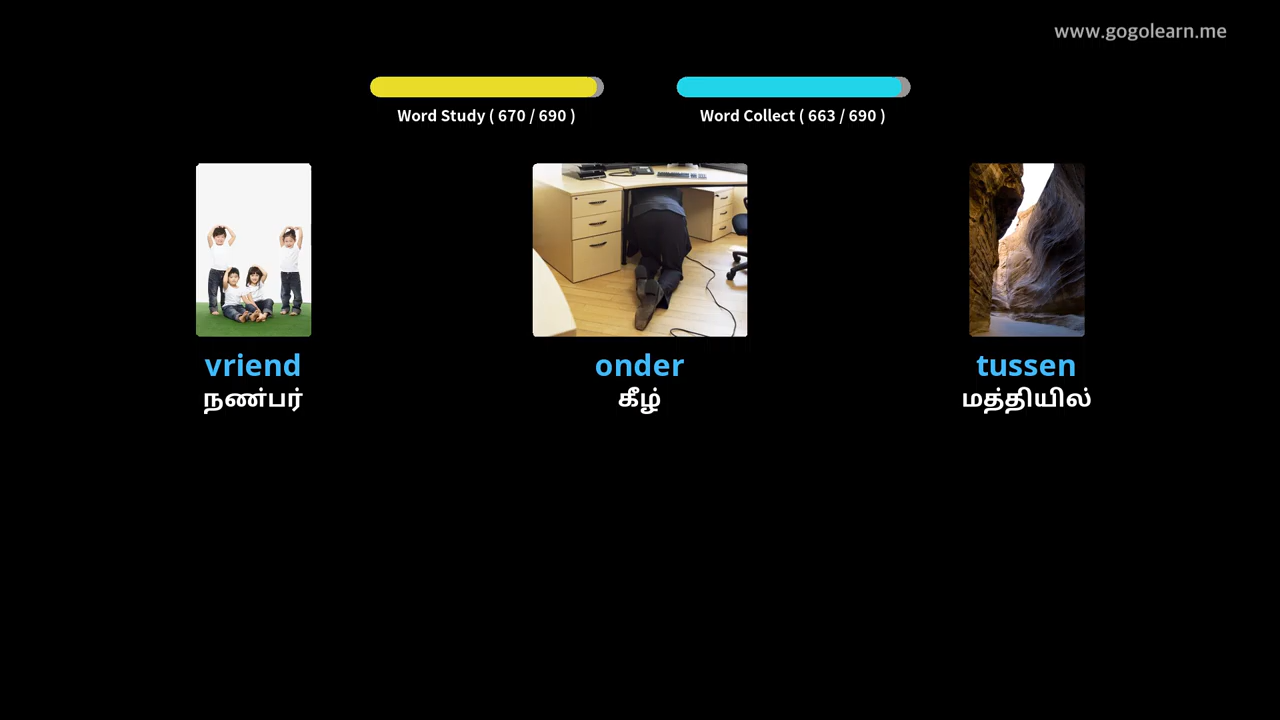 www.gogolearn.me
Word Study ( 670 / 690 )
Word Collect ( 663 / 690 )
vriend
நண்பர்
onder
கீழ்
tussen
மத்தியில்